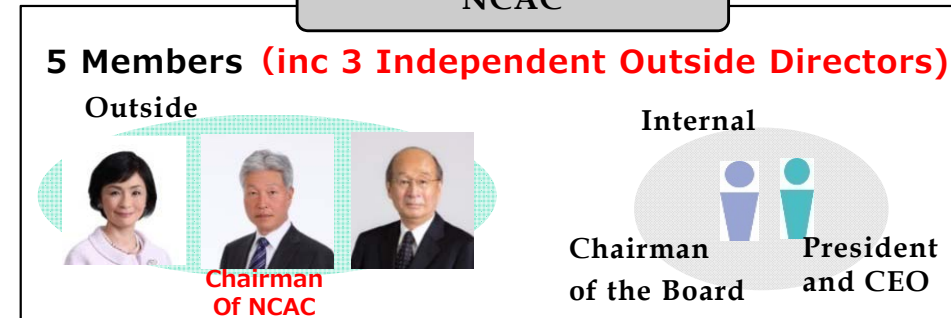 NCAC
5 Members (inc 3 Independent Outside Directors)
Outside
Internal
Chairman
Of NCAC
Chairman
of the Board
President
and CEO